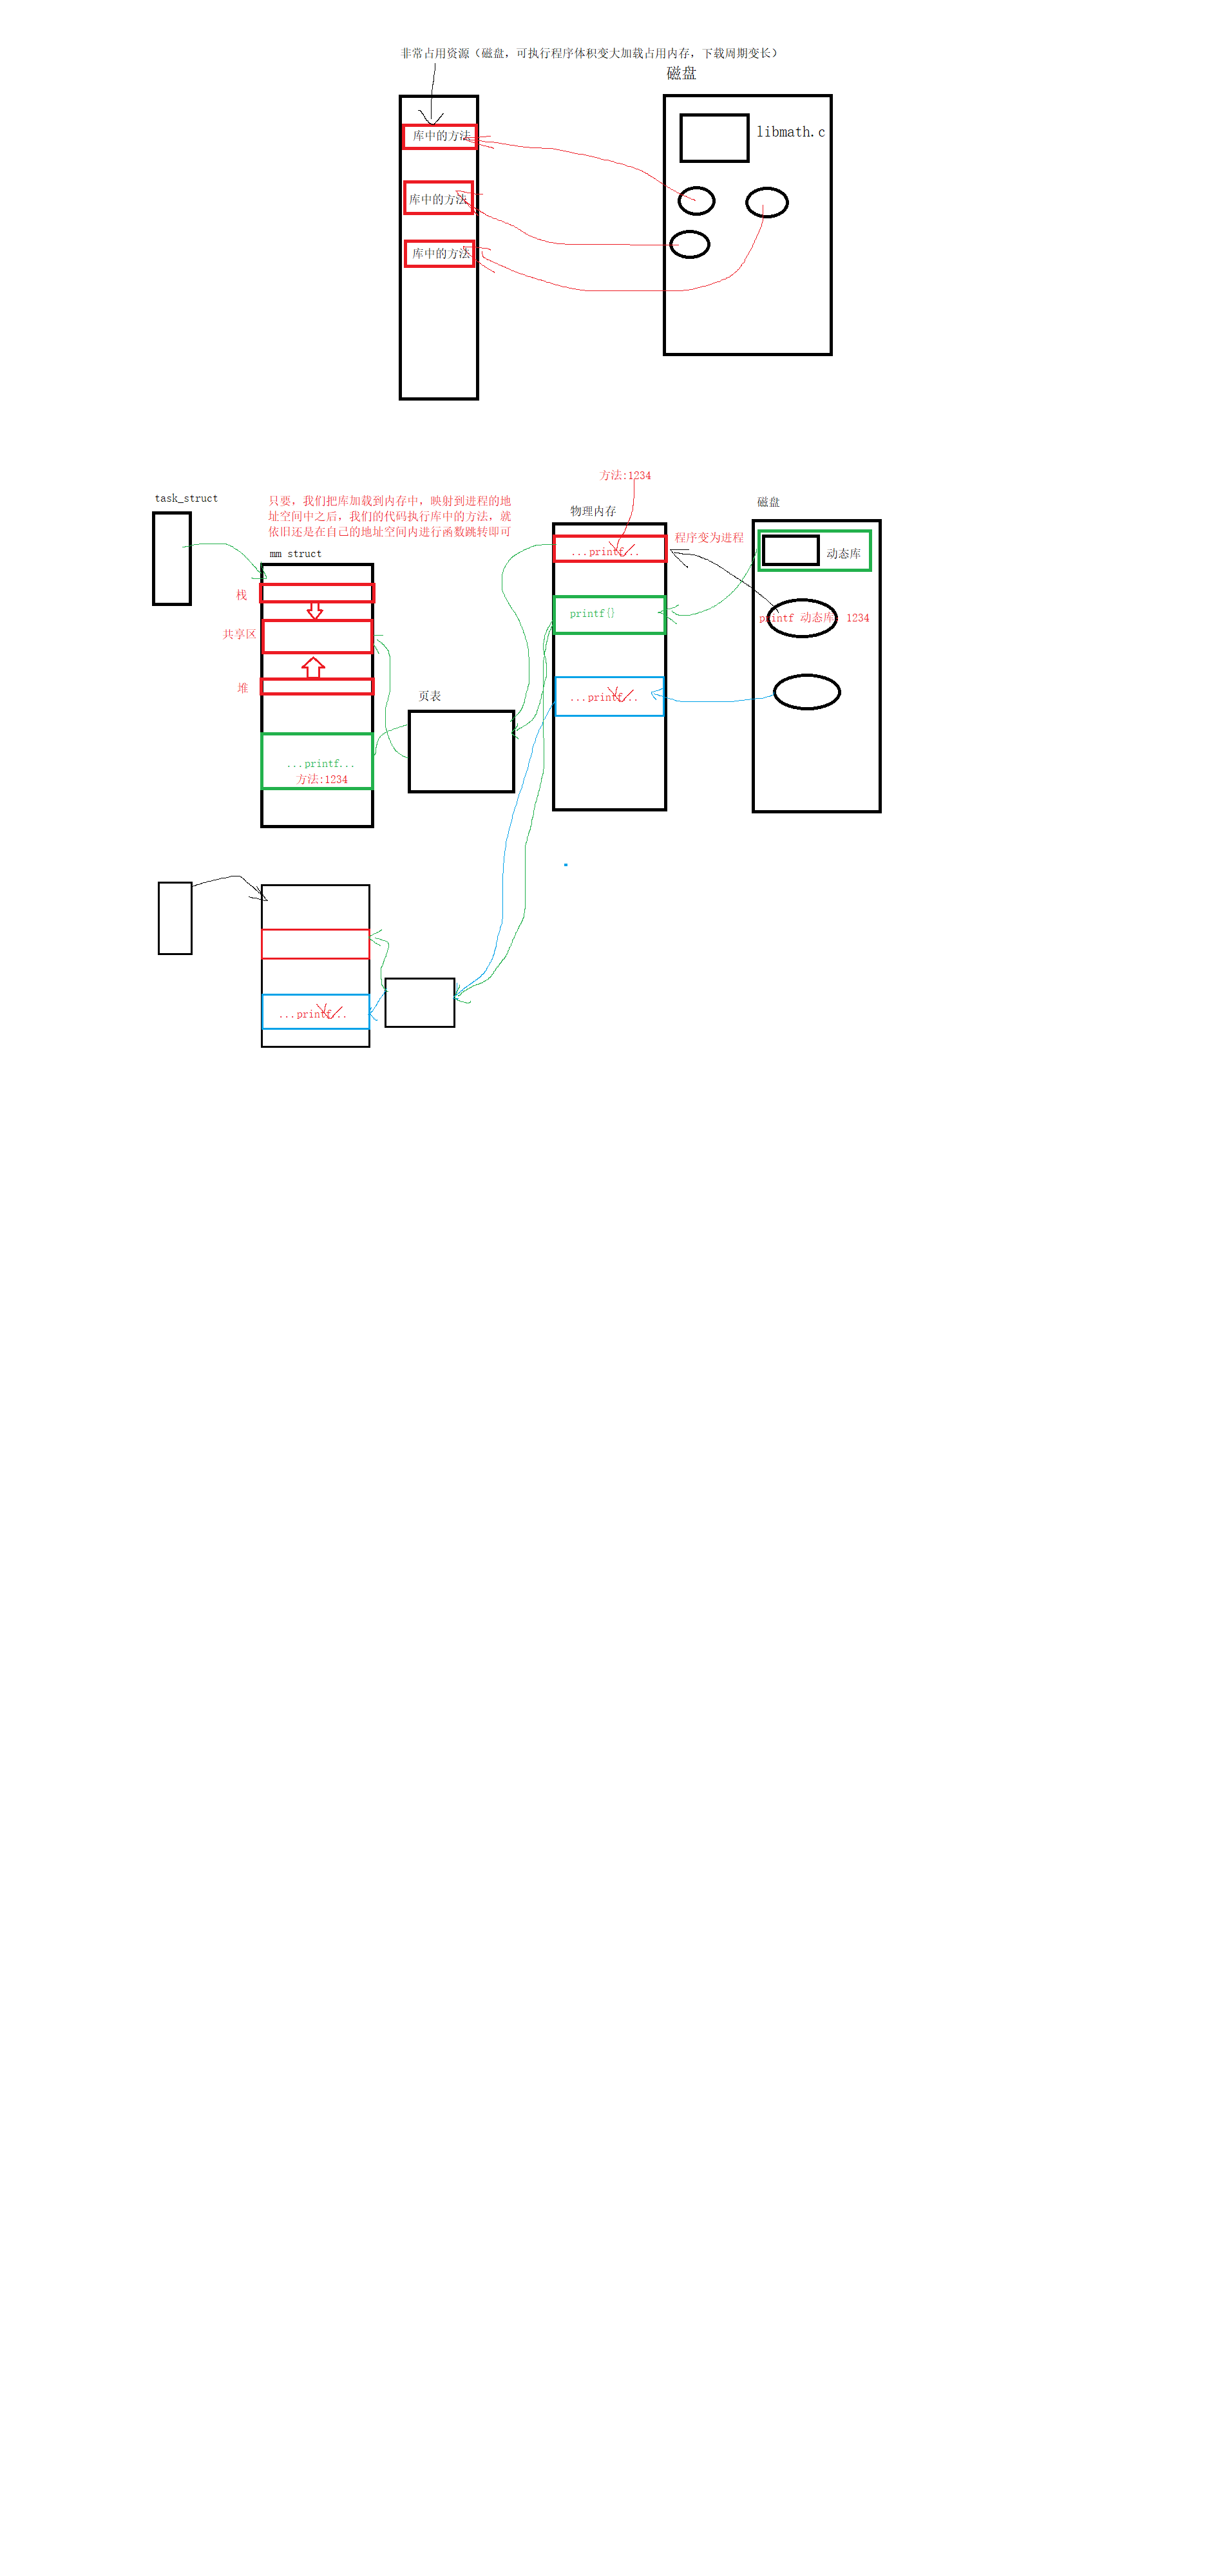 非常占用资源（磁盘，可执行程序体积变大加载占用内存，下载周期变长）
磁盘
库中的方法
libmath.c
库中的方法
库中的方法
方法:1234
task_struct
只要，我们把库加载到内存中，映射到进程的地
址空间中之后，我们的代码执行库中的方法，就
依旧还是在自己的地址空间内进行函数跳转即可
磁盘
物理内存
程序变为进程
mm_struct
...printf...
动态库
栈
printf{}
printf 动态库：1234
共享区
堆
页表
...printf...
...printf...
方法:1234
...printf...